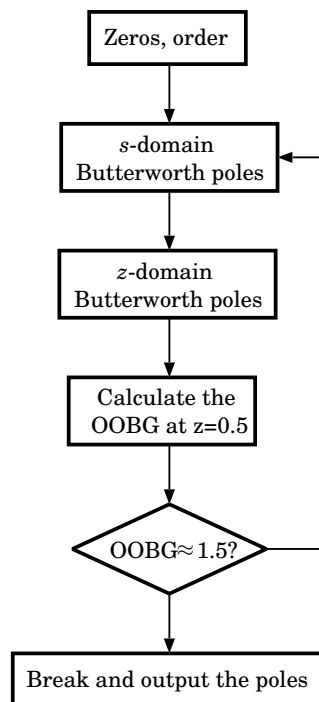 Zeros, order
s-domain
Butterworth poles
z-domain
Butterworth poles
Calculate the
OOBG at z=0.5
OOBG≈1.5?
Break and output the poles